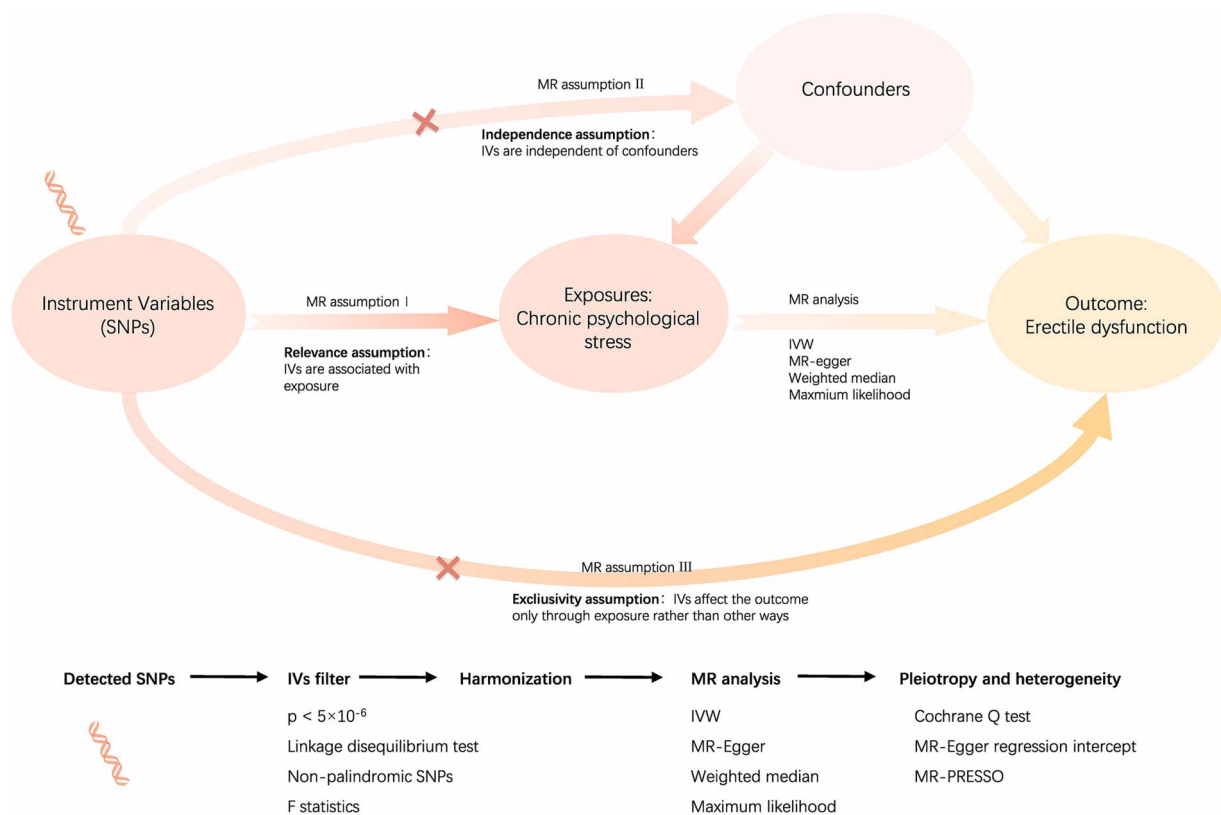 MR assumption II
Confounders
Independence assumption:
IVs are independent of confounders
Instrument Variables
(SNPs)
MR assumption I
Relevance assumption:
IVs are associated with
exposure
Exposures:
Chronic psychological
stress
MR analysis
IVW
MR-egger
Weighted median
Maxmium likelihood
Outcome:
Erectile dysfunction
MR assumption III
Excliusivity assumption: IVs affect the outcome
only through exposure rather than other ways
Detected SNPs
IVs filter
Harmonization
MR analysis
Pleiotropy and heterogeneity
p < 5×10⁻⁶
Linkage disequilibrium test
Non-palindromic SNPs
F statistics
IVW
MR-Egger
Weighted median
Maximum likelihood
Cochrane Q test
MR-Egger regression intercept
MR-PRESSO